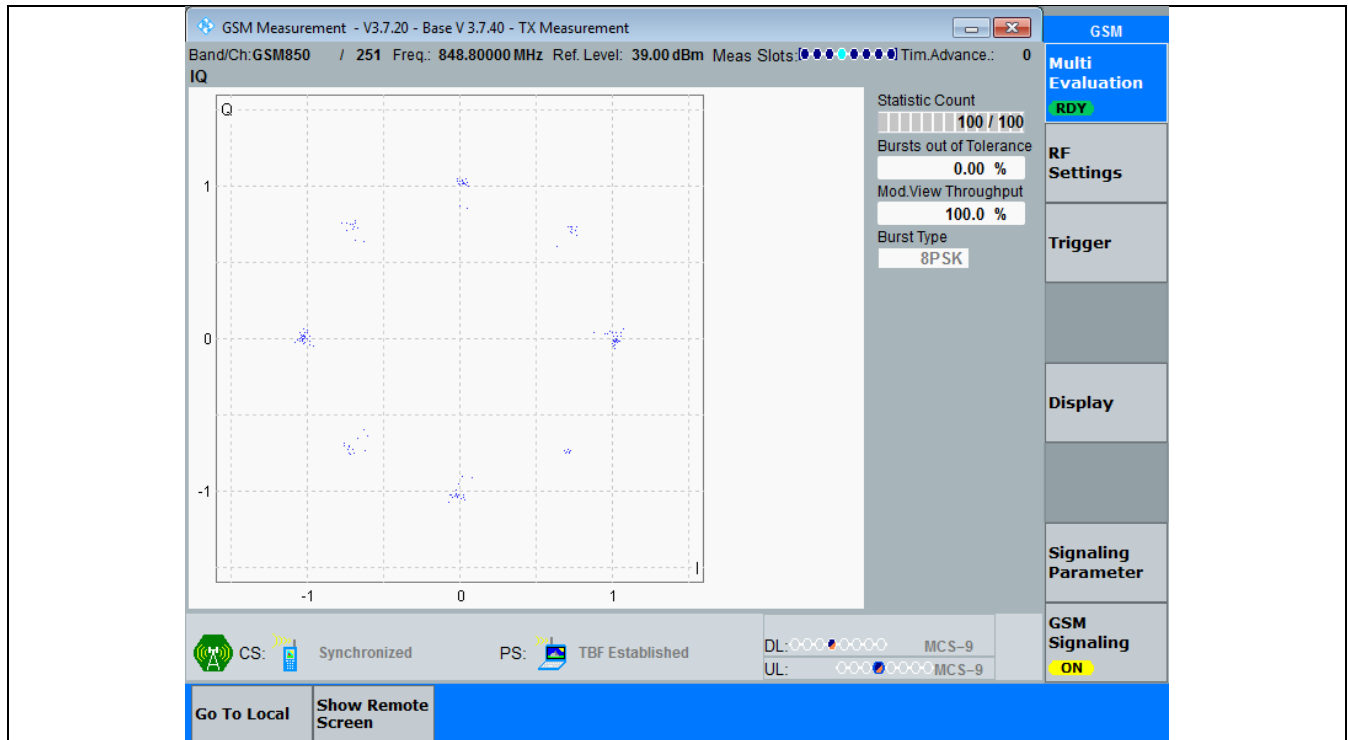 GSM Measurement - V3.7.20 - Base V 3.7.40 - TX Measurement
Band/Ch:GSM850 / 251 Freq.: 848.80000 MHz Ref. Level: 39.00 dBm Meas Slots: Tim.Advance.: 0
IQ
Q
1
0
-1
I
-1 0 1
Statistic Count
100 / 100
Bursts out of Tolerance
0.00 %
Mod.View Throughput
100.0 %
Burst Type
8PSK
GSM
Multi
Evaluation
RDY
RF
Settings
Trigger
Display
Signaling
Parameter
GSM
Signaling
ON
CS: Synchronized PS: TBF Established
DL: MCS-9
UL: MCS-9
Go To Local
Show Remote
Screen